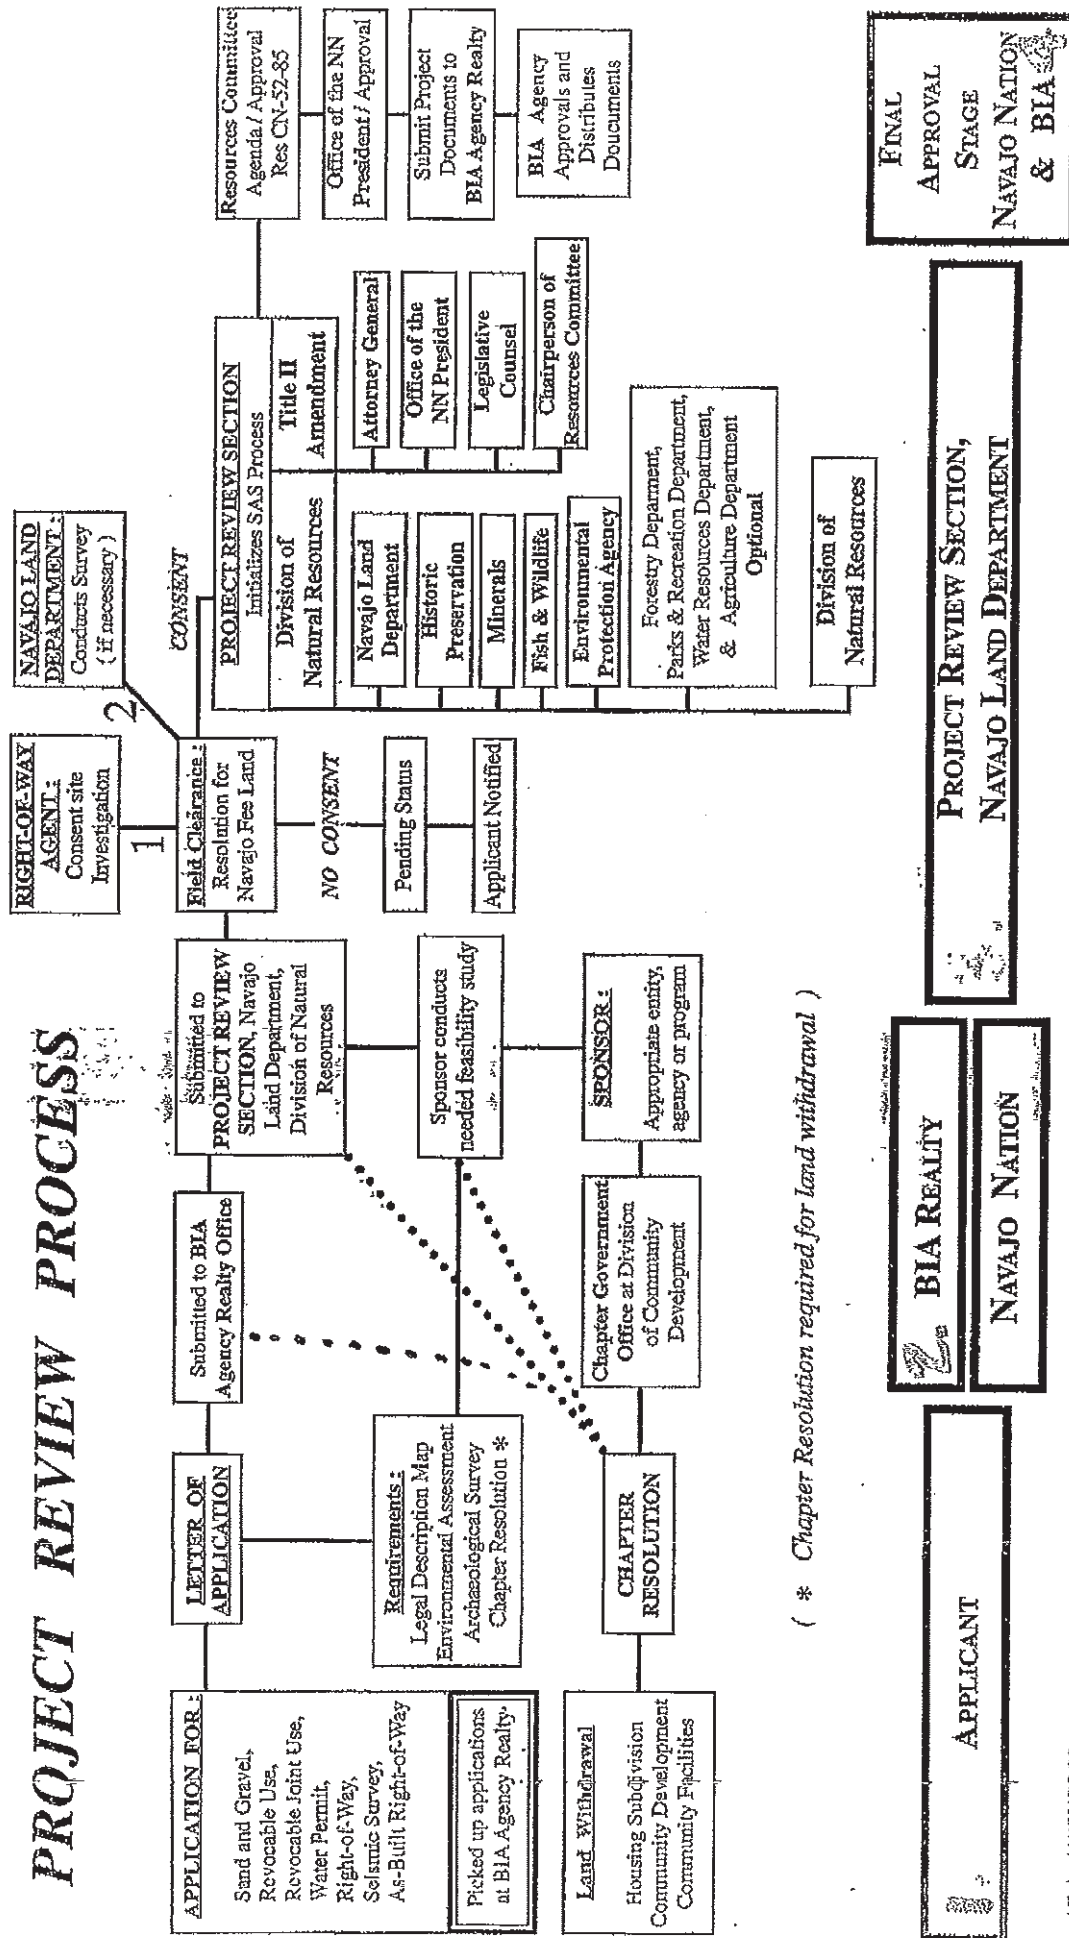 PROJECT REVIEW PROCESS
APPLICATION FOR :
Sand and Gravel,
Revocable Use,
Revocable Joint Use,
Water Permit,
Right-of-Way,
Seismic Survey,
As-Built Right-of-Way
Picked up applications
at BIA Agency Realty.
Land Withdrawal
Housing Subdivision
Community Development
Community Facilities
LETTER OF
APPLICATION
Requirements :
Legal Description Map
Environmental Assessment
Archaeological Survey
Chapter Resolution *
CHAPTER
RESOLUTION
Submitted to BIA
Agency Realty Office
Chapter Government
Office at Division
of Community
Development
Submitted to
PROJECT REVIEW
SECTION, Navajo
Land Department,
Division of Natural
Resources
Sponsor conducts
needed feasibility study
SPONSOR :
Appropriate entity,
agency or program
RIGHT-OF-WAY
AGENT :
Consent site
Investigation
1
Field Clearance :
Resolution for
Navajo Fee Land
NO CONSENT
Pending Status
Applicant Notified
NAVAJO LAND
DEPARTMENT :
Conducts Survey
( if necessary )
2
CONSENT
PROJECT REVIEW SECTION
Initializes SAS Process
Division of
Natural Resources
Title II
Amendment
Navajo Land
Department
Historic
Preservation
Minerals
Fish & Wildlife
Environmental
Protection Agency
Forestry Deparment,
Parks & Recreation Department,
Water Resources Department,
& Agriculture Department
Optional
Division of
Natural Resources
Attorney General
Office of the
NN President
Legislative
Counsel
Chairperson of
Resources Committee
Resources Committee
Agenda / Approval
Res CN-52-85
Office of the NN
President / Approval
Submit Project
Documents to
BIA Agency Realty
BIA Agency
Approvals and
Distributes
Doucuments
( * Chapter Resolution required for land withdrawal )
APPLICANT
2
BIA REALTY
NAVAJO NATION
PROJECT REVIEW SECTION,
NAVAJO LAND DEPARTMENT
FINAL
APPROVAL
STAGE
NAVAJO NATION
& BIA